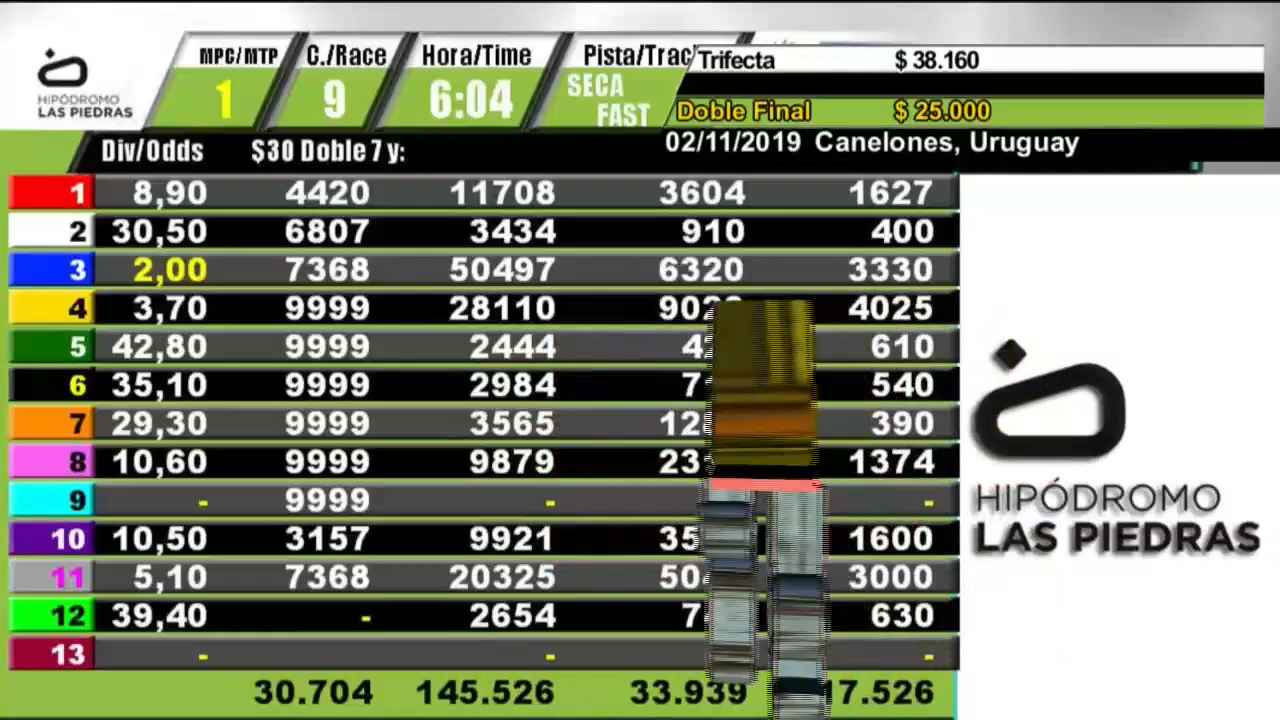 MPC/MTP C./Race Hora/Time Pista/Trac
Trifecta $ 38.160
1 9 6:04 SECA FAST
HIPÓDROMO
LAS PIEDRAS
Doble Final $ 25.000
Div/Odds $30 Doble 7 y: 02/11/2019 Canelones, Uruguay
1 8,90 4420 11708 3604 1627
2 30,50 6807 3434 910 400
3 2,00 7368 50497 6320 3330
4 3,70 9999 28110 4025
5 42,80 9999 2444 610
6 35,10 9999 2984 540
7 29,30 9999 3565 390
8 10,60 9999 9879 1374
9 - 9999 - -
10 10,50 3157 9921 1600
11 5,10 7368 20325 3000
12 39,40 - 2654 630
13 - - -
30.704 145.526 33.939 17.526
HIPÓDROMO
LAS PIEDRAS